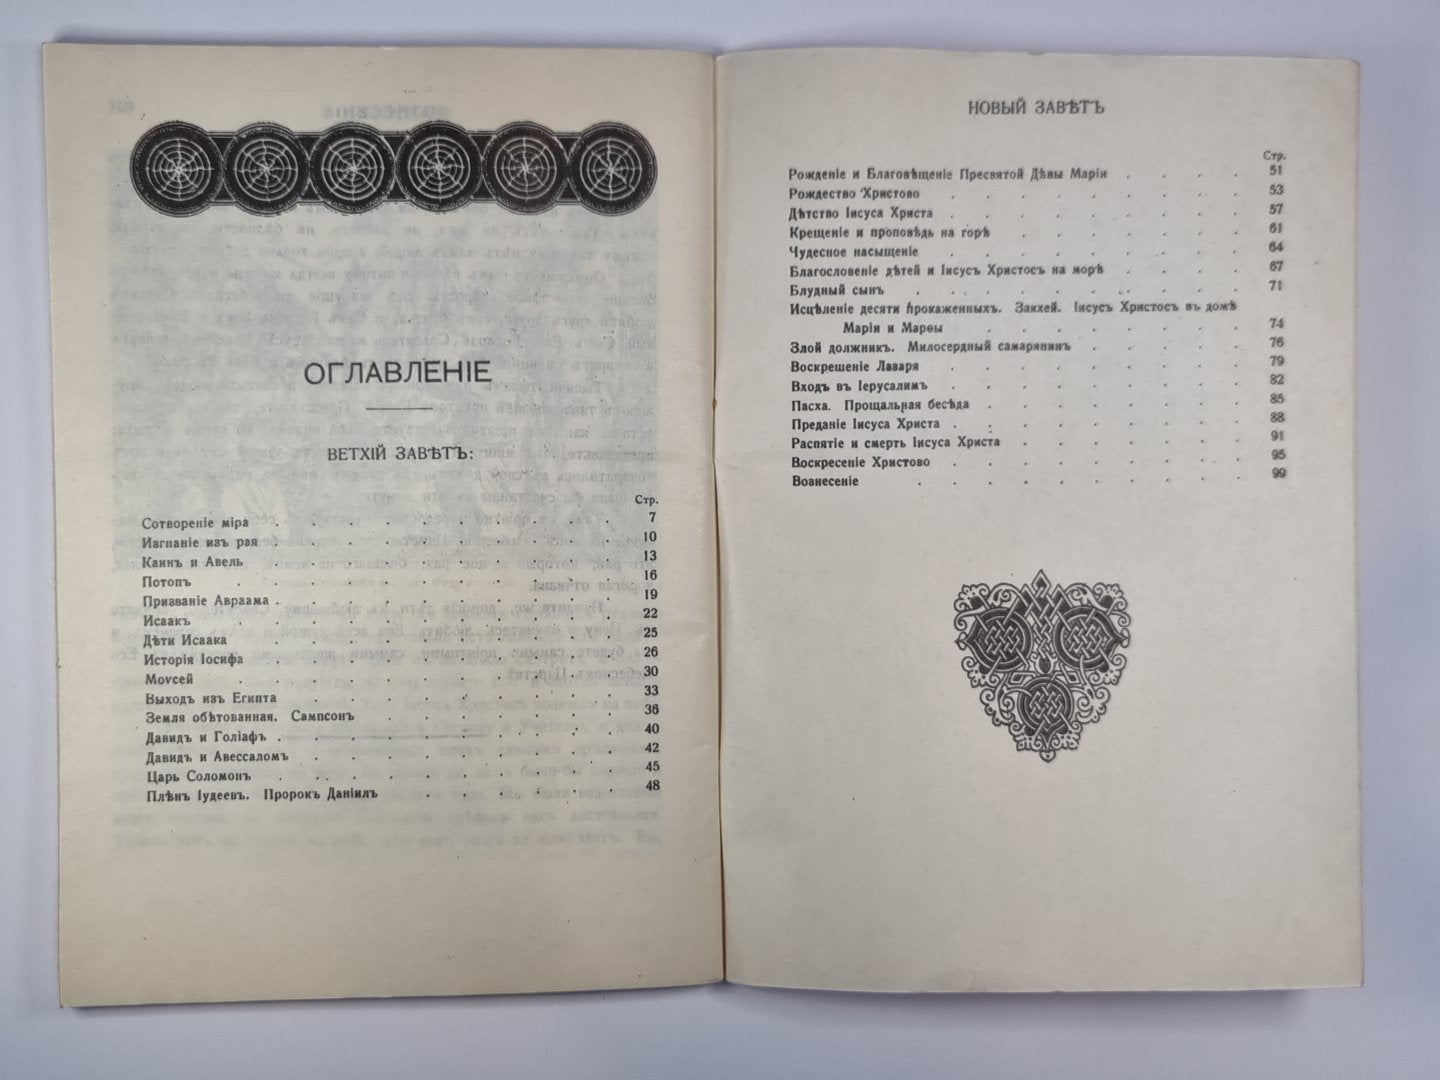 ОГЛАВЛЕНІЕ
ВЕТХІЙ ЗАВѢТЪ:
Стр.
Сотвореніе міра . . . . . . . . . . 7
Изгнаніе изъ рая . . . . . . . . . . 10
Каинъ и Авель . . . . . . . . . . 13
Потопъ . . . . . . . . . . 16
Призваніе Авраама . . . . . . . . . . 19
Исаакъ . . . . . . . . . . 22
Дѣти Исаака . . . . . . . . . . 25
Исторія Іосифа . . . . . . . . . . 26
Моѵсей . . . . . . . . . . 30
Выходъ изъ Египта . . . . . . . . . 33
Земля обѣтованная. Сампсонъ . . . . . . . 36
Давидъ и Голіафъ . . . . . . . . . . 40
Давидъ и Авессаломъ . . . . . . . . . 42
Царь Соломонъ . . . . . . . . . . 45
Плѣнъ Іудеевъ. Пророк Даніилъ . . . . . . 48
НОВЫЙ ЗАВѢТЪ
Стр.
Рожденіе и Благовѣщеніе Пресвятой Дѣвы Маріи . . . . 51
Рождество Христово . . . . . . . . . 53
Дѣтство Іисуса Христа . . . . . . . . . 57
Крещеніе и проповѣдь на горѣ . . . . . . . 61
Чудесное насыщеніе . . . . . . . . . 64
Благословеніе дѣтей и Іисусъ Христосъ на морѣ . . . . 67
Блудный сынъ . . . . . . . . . . 71
Исцѣленіе десяти прокаженныхъ. Закхей. Іисусъ Христосъ въ домѣ
Маріи и Марѳы . . . . . . . . 74
Злой должникъ. Милосердный самарянинъ . . . . . 76
Воскрешеніе Лазаря . . . . . . . . . 79
Входъ въ Іерусалимъ . . . . . . . . . 82
Пасха. Прощальная бесѣда . . . . . . . . 85
Преданіе Іисуса Христа . . . . . . . . . 88
Распятіе и смерть Іисуса Христа . . . . . . . 91
Воскресеніе Христово . . . . . . . . . 95
Вознесеніе . . . . . . . . . . 99